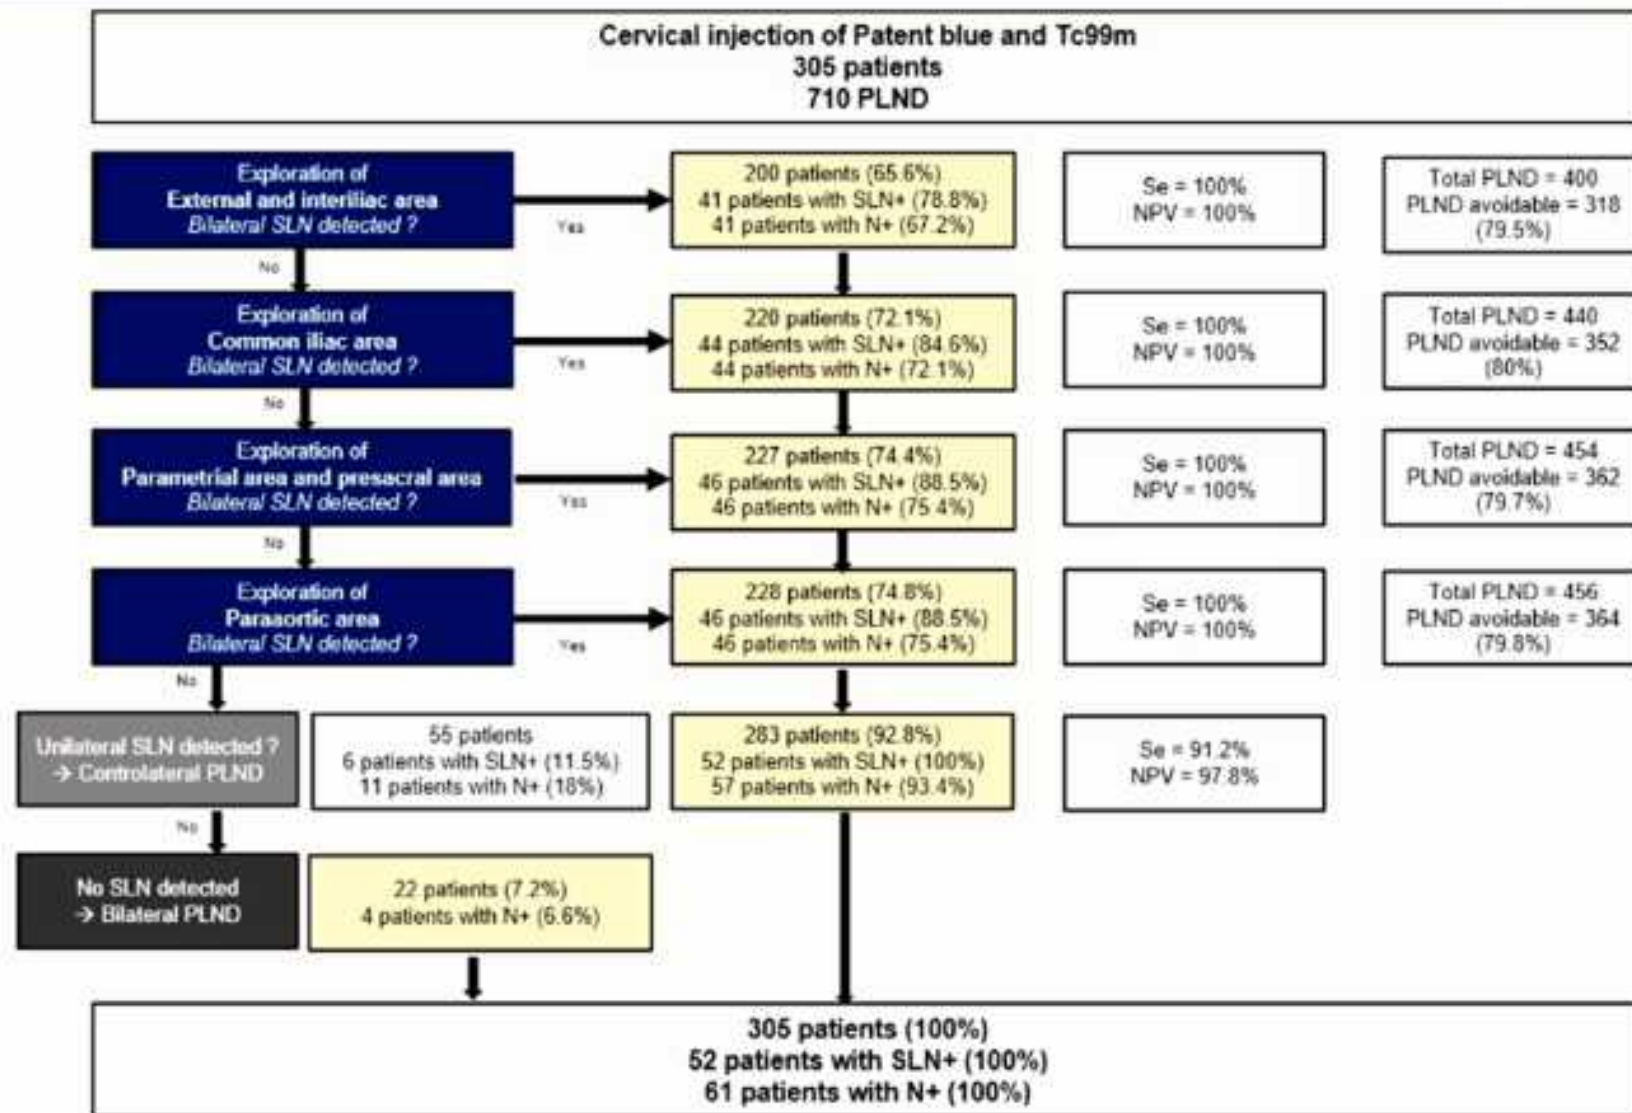 Cervical injection of Patent blue and Tc99m
305 patients
710 PLND
Exploration of
External and interiliac area
Bilateral SLN detected ?
Yes
200 patients (65.6%)
41 patients with SLN+ (78.8%)
41 patients with N+ (67.2%)
Se = 100%
NPV = 100%
Total PLND = 400
PLND avoidable = 318
(79.5%)
No
Exploration of
Common iliac area
Bilateral SLN detected ?
Yes
220 patients (72.1%)
44 patients with SLN+ (84.6%)
44 patients with N+ (72.1%)
Se = 100%
NPV = 100%
Total PLND = 440
PLND avoidable = 352
(80%)
No
Exploration of
Parametrial area and presacral area
Bilateral SLN detected ?
Yes
227 patients (74.4%)
46 patients with SLN+ (88.5%)
46 patients with N+ (75.4%)
Se = 100%
NPV = 100%
Total PLND = 454
PLND avoidable = 362
(79.7%)
No
Exploration of
Paraaortic area
Bilateral SLN detected ?
Yes
228 patients (74.8%)
46 patients with SLN+ (88.5%)
46 patients with N+ (75.4%)
Se = 100%
NPV = 100%
Total PLND = 456
PLND avoidable = 364
(79.8%)
No
Unilateral SLN detected ?
→ Controlateral PLND
55 patients
6 patients with SLN+ (11.5%)
11 patients with N+ (18%)
283 patients (92.8%)
52 patients with SLN+ (100%)
57 patients with N+ (93.4%)
Se = 91.2%
NPV = 97.8%
No
No SLN detected
→ Bilateral PLND
22 patients (7.2%)
4 patients with N+ (6.6%)
305 patients (100%)
52 patients with SLN+ (100%)
61 patients with N+ (100%)